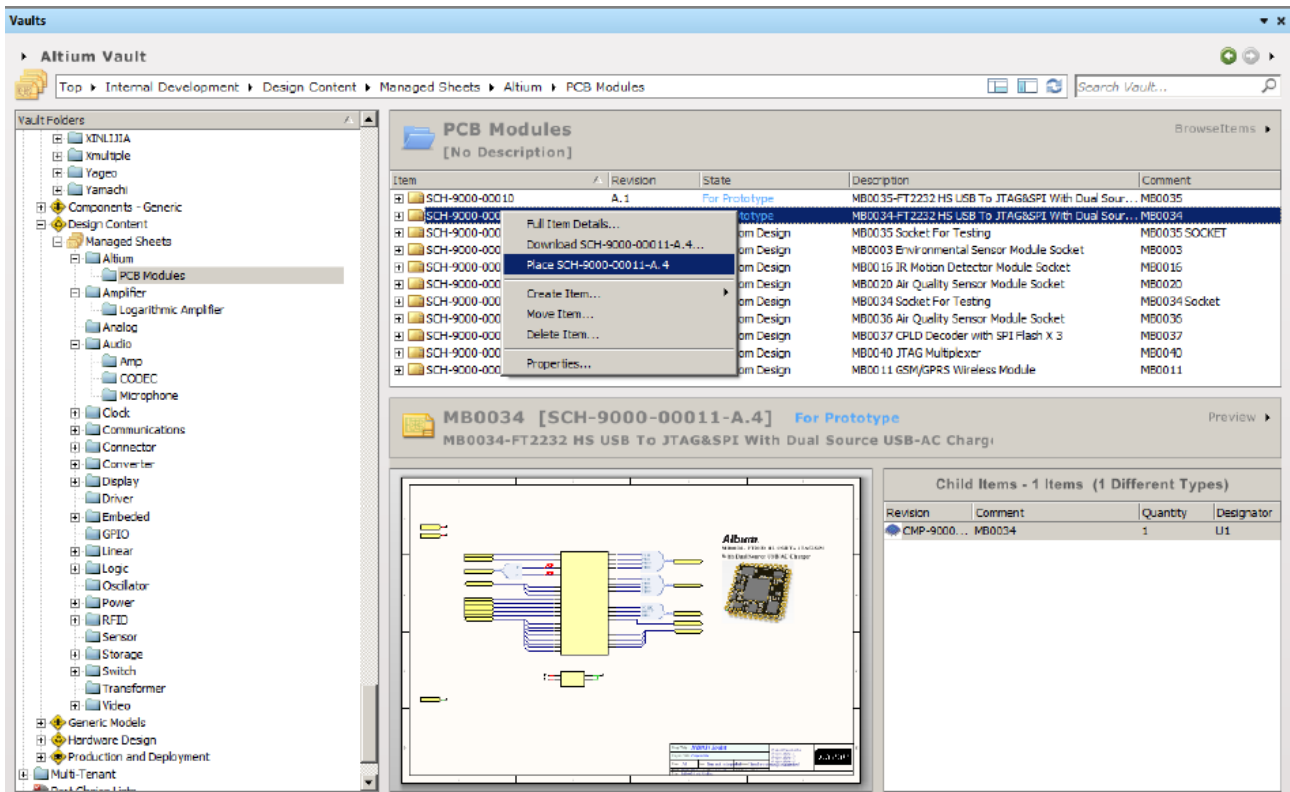 Vaults
Altium Vault
Top Internal Development Design Content Managed Sheets Altium PCB Modules
Search Vault...
Vault Folders
XINLIJIA
Xmultiple
Yageo
Yamachi
Components - Generic
Design Content
Managed Sheets
Altium
PCB Modules
Amplifier
Logarithmic Amplifier
Analog
Audio
Amp
CODEC
Microphone
Clock
Communications
Connector
Converter
Display
Driver
Embeded
GPIO
Linear
Logic
Oscillator
Power
RFID
Sensor
Storage
Switch
Transformer
Video
Generic Models
Hardware Design
Production and Deployment
Multi-Tenant
PCB Modules
BrowseItems
[No Description]
Item Revision State Description Comment
SCH-9000-00010 A.1 For Prototype MB0035-FT2232 HS USB To JTAG&SPI With Dual Sour... MB0035
SCH-9000-000 totype MB0034-FT2232 HS USB To JTAG&SPI With Dual Sour... MB0034
SCH-9000-000 om Design MB0035 Socket For Testing MB0035 SOCKET
SCH-9000-000 om Design MB0003 Environmental Sensor Module Socket MB0003
SCH-9000-000 om Design MB0016 IR Motion Detector Module Socket MB0016
SCH-9000-000 om Design MB0020 Air Quality Sensor Module Socket MB0020
SCH-9000-000 om Design MB0034 Socket For Testing MB0034 Socket
SCH-9000-000 om Design MB0036 Air Quality Sensor Module Socket MB0036
SCH-9000-000 om Design MB0037 CPLD Decoder with SPI Flash X 3 MB0037
SCH-9000-000 om Design MB0040 JTAG Multiplexer MB0040
SCH-9000-000 om Design MB0011 GSM/GPRS Wireless Module MB0011
Full Item Details...
Download SCH-9000-00011-A.4...
Place SCH-9000-00011-A.4
Create Item...
Move Item...
Delete Item...
Properties...
MB0034 [SCH-9000-00011-A.4] For Prototype
Preview
MB0034-FT2232 HS USB To JTAG&SPI With Dual Source USB-AC Charg
Altium
With Dual Source USB-AC Charger
Child Items - 1 Items (1 Different Types)
Revision Comment Quantity Designator
CMP-9000... MB0034 1 U1